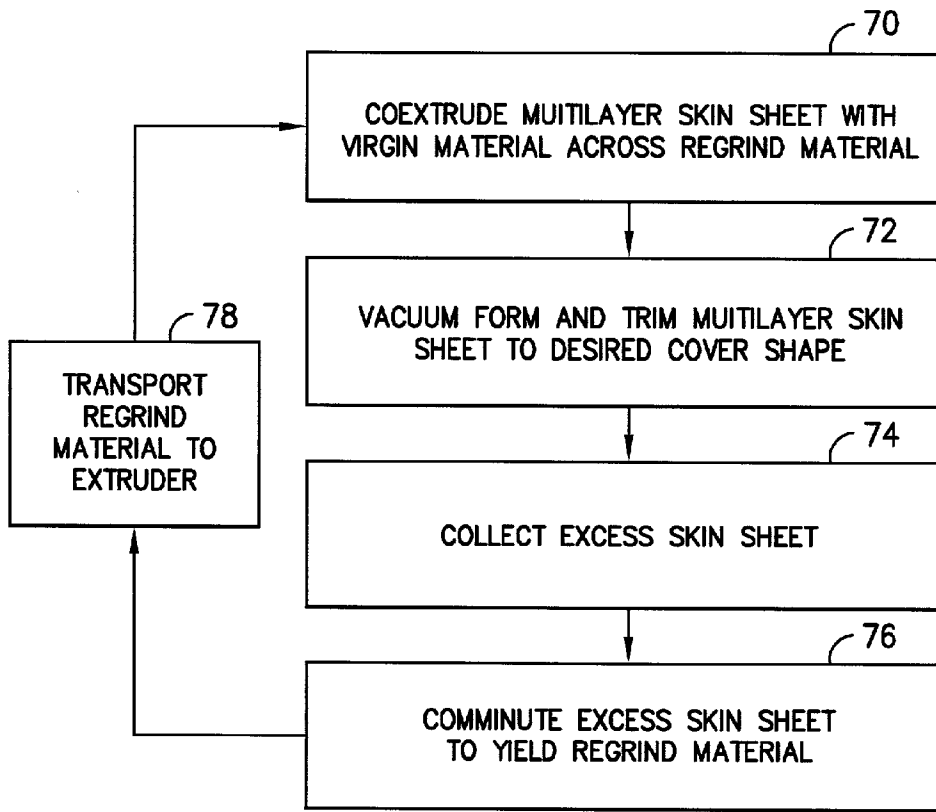 70
COEXTRUDE MUITILAYER SKIN SHEET WITH
VIRGIN MATERIAL ACROSS REGRIND MATERIAL
72
VACUUM FORM AND TRIM MUITILAYER SKIN
SHEET TO DESIRED COVER SHAPE
78
TRANSPORT
REGRIND
MATERIAL TO
EXTRUDER
74
COLLECT EXCESS SKIN SHEET
76
COMMINUTE EXCESS SKIN SHEET
TO YIELD REGRIND MATERIAL